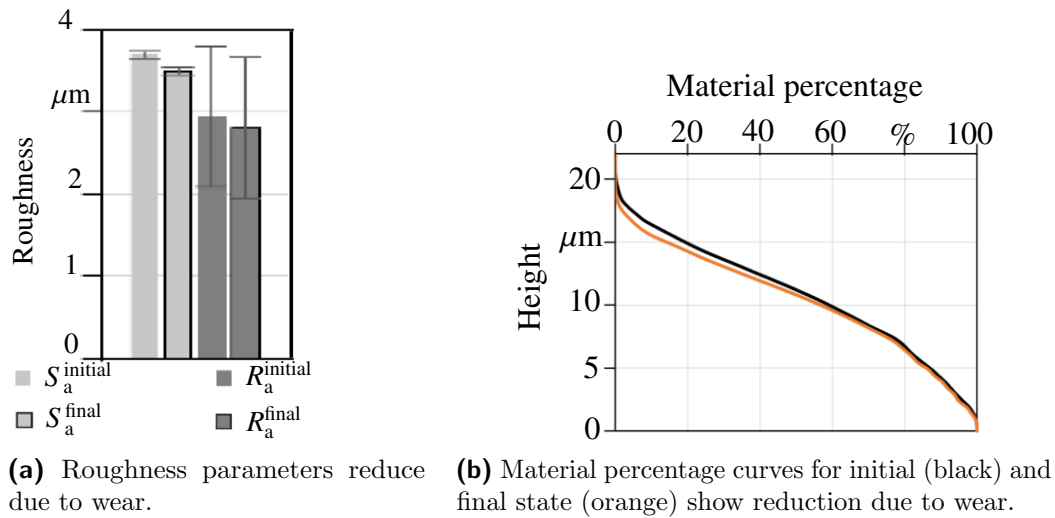 4
μm
2
1
0
Roughness
S_a^initial R_a^initial
S_a^final R_a^final
(a) Roughness parameters reduce
due to wear.
Material percentage
0 20 40 60 % 100
20
μm
10
5
0
Height
(b) Material percentage curves for initial (black) and
final state (orange) show reduction due to wear.